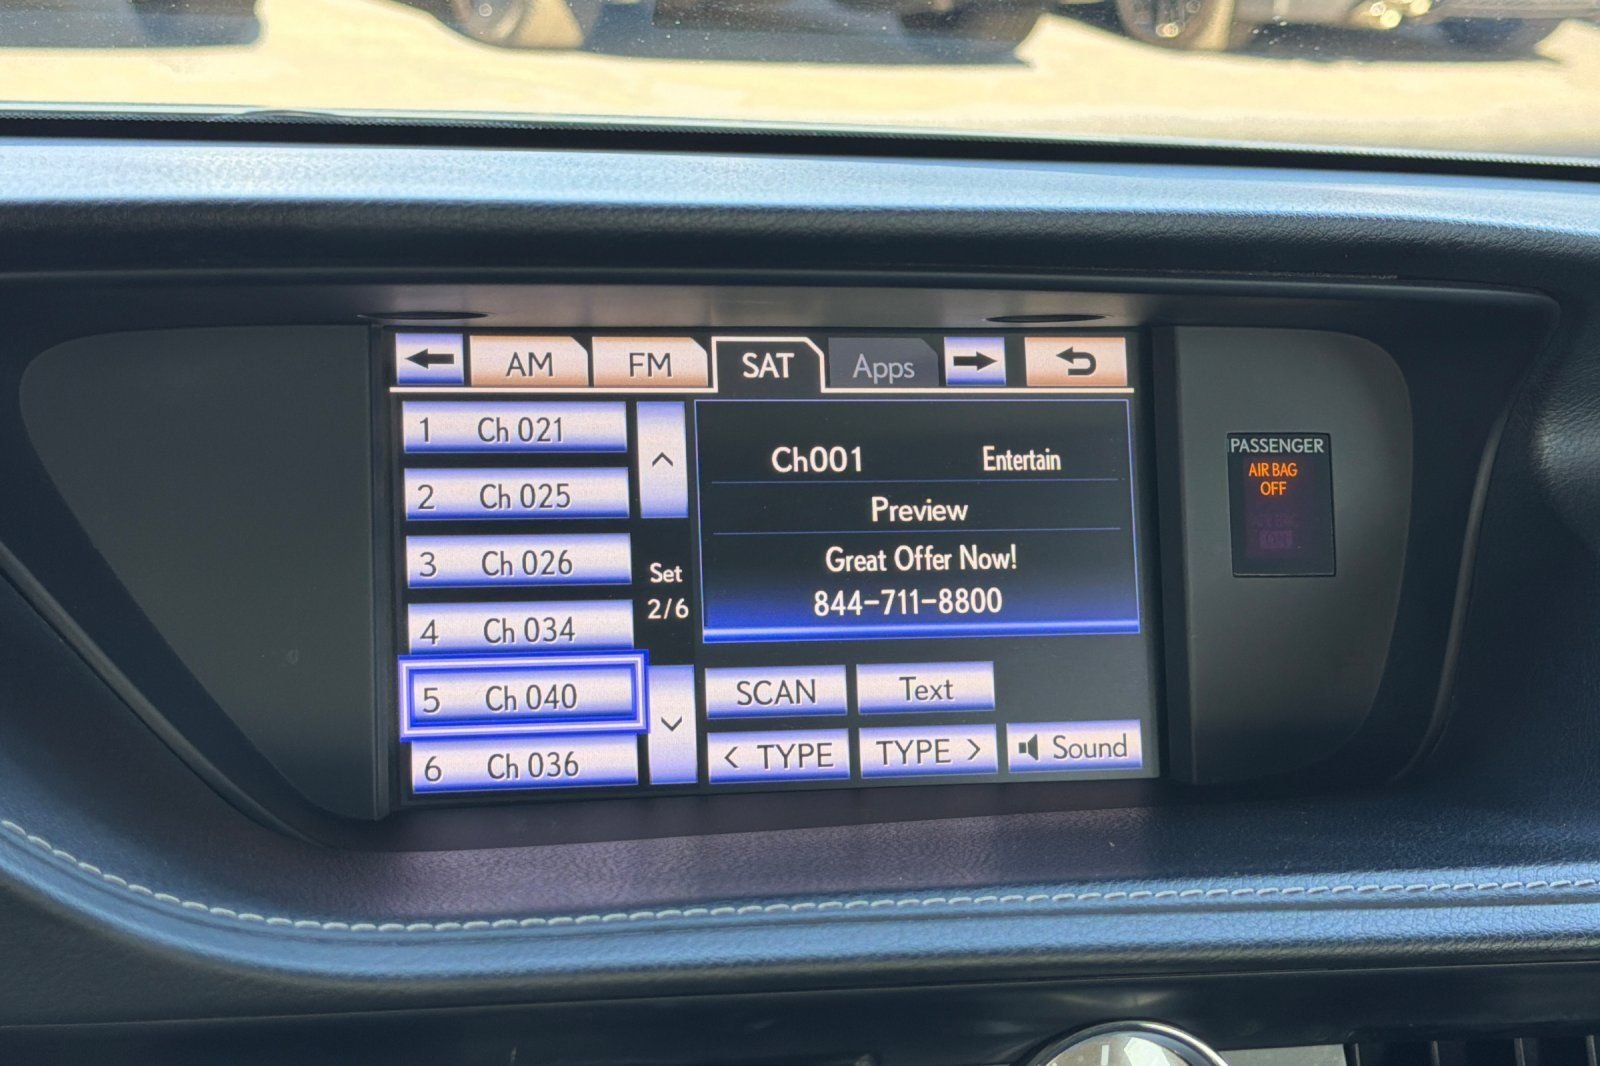 AM FM SAT Apps
1 Ch 021
2 Ch 025
3 Ch 026
4 Ch 034
5 Ch 040
6 Ch 036
Set
2/6
Ch001 Entertain
Preview
Great Offer Now!
844-711-8800
SCAN Text
< TYPE TYPE > Sound
PASSENGER
AIR BAG
OFF